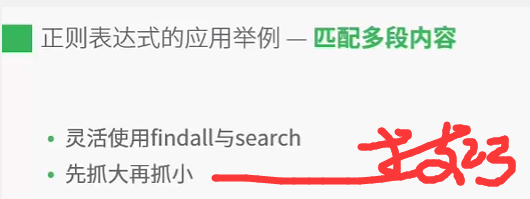 正则表达式的应用举例 — 匹配多段内容
• 灵活使用findall与search
• 先抓大再抓小
技巧